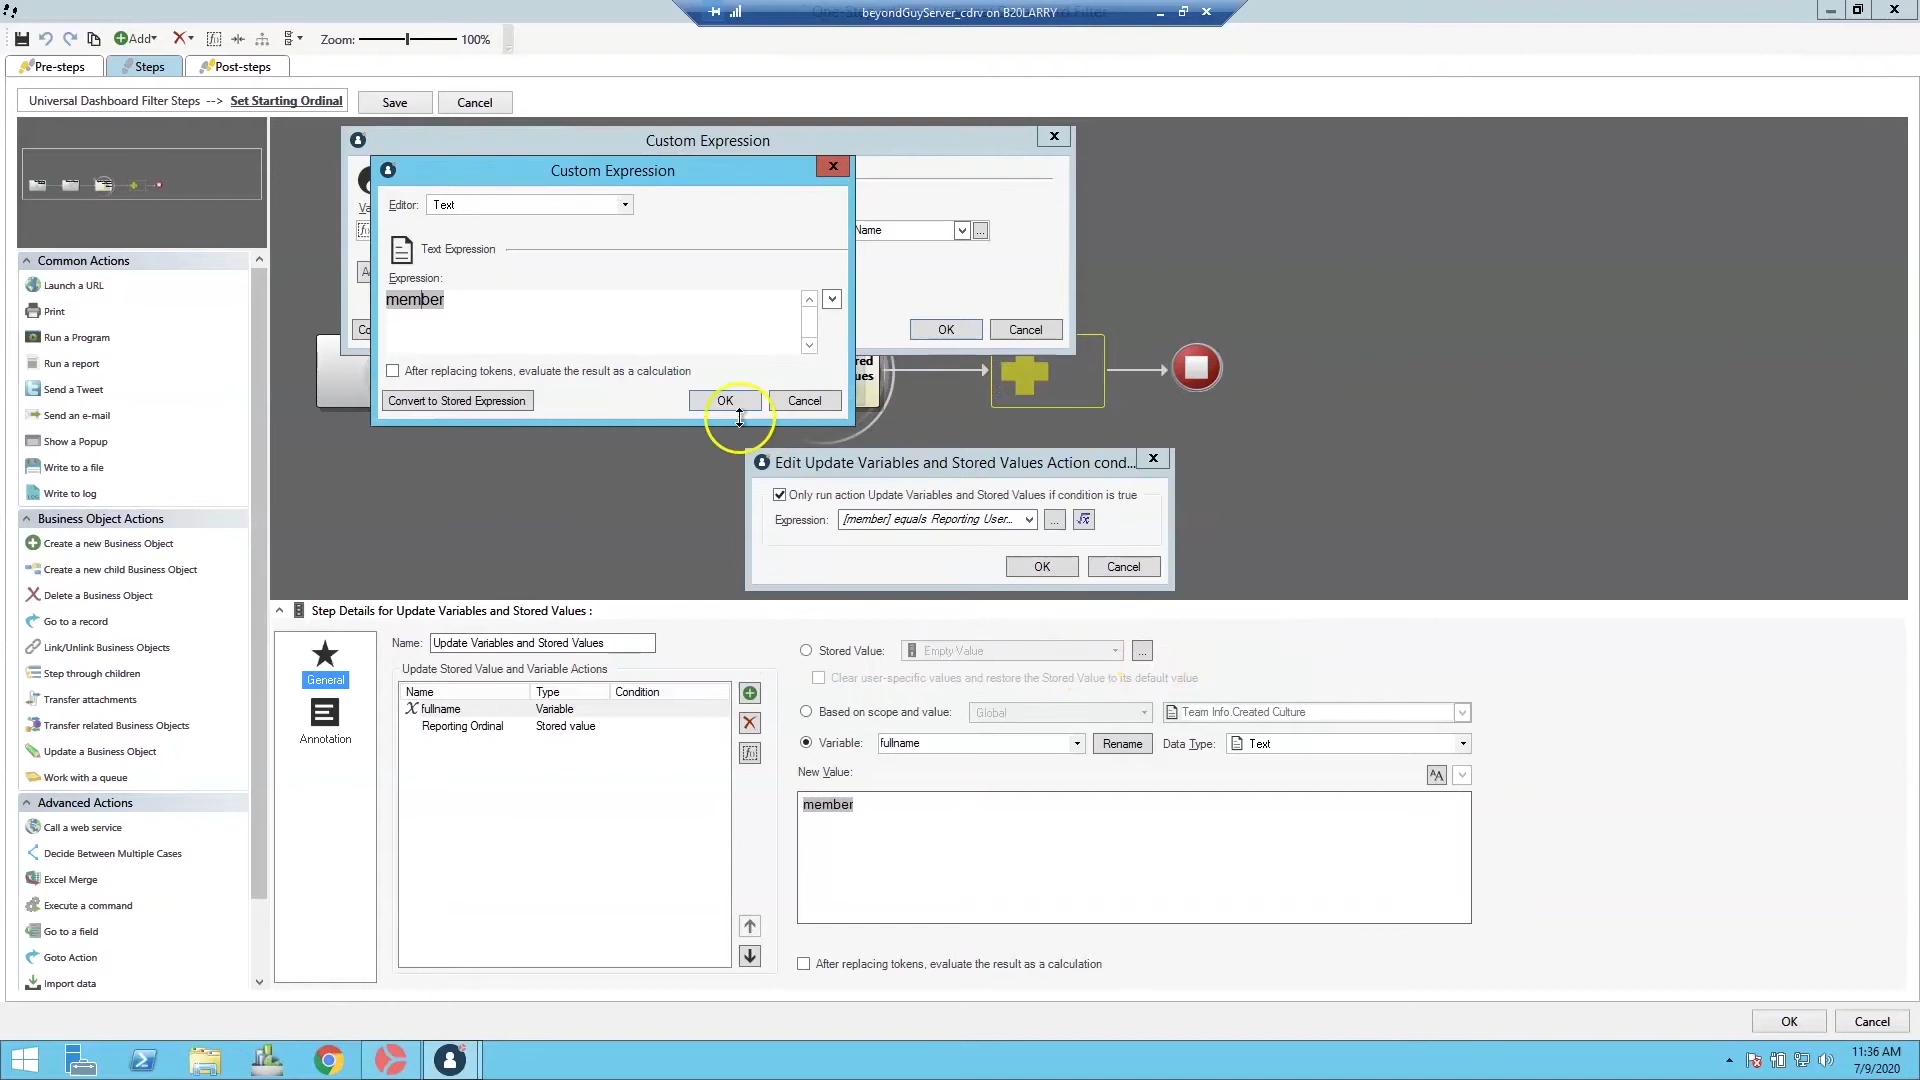 beyondGuyServer_cdrv on B20LARRY
Add
Zoom:
100%
Pre-steps
Steps
Post-steps
Universal Dashboard Filter Steps --> Set Starting Ordinal
Save
Cancel
Common Actions
Launch a URL
Print
Run a Program
Run a report
Send a Tweet
Send an e-mail
Show a Popup
Write to a file
Write to log
Business Object Actions
Create a new Business Object
Create a new child Business Object
Delete a Business Object
Go to a record
Link/Unlink Business Objects
Step through children
Transfer attachments
Transfer related Business Objects
Update a Business Object
Work with a queue
Advanced Actions
Call a web service
Decide Between Multiple Cases
Excel Merge
Execute a command
Go to a field
Goto Action
Import data
Custom Expression
Name
...
OK
Cancel
Custom Expression
Editor:
Text
Text Expression
Expression:
member
After replacing tokens, evaluate the result as a calculation
Convert to Stored Expression
OK
Cancel
Edit Update Variables and Stored Values Action cond...
Only run action Update Variables and Stored Values if condition is true
Expression:
[member] equals Reporting User...
...
OK
Cancel
Step Details for Update Variables and Stored Values :
General
Annotation
Name:
Update Variables and Stored Values
Update Stored Value and Variable Actions
Name
Type
Condition
fullname
Variable
Reporting Ordinal
Stored value
Stored Value:
Empty Value
...
Clear user-specific values and restore the Stored Value to its default value
Based on scope and value:
Global
Team Info.Created Culture
Variable:
fullname
Rename
Data Type:
Text
New Value:
member
After replacing tokens, evaluate the result as a calculation
OK
Cancel
11:36 AM
7/9/2020